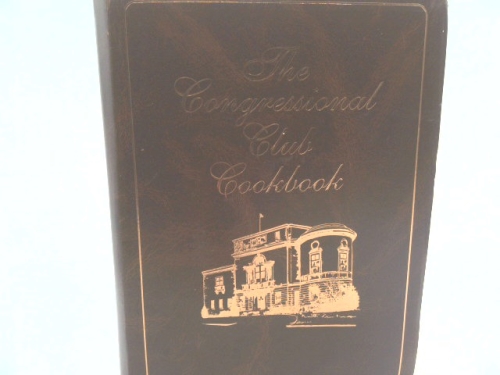 The
Congressional
Club
Cookbook